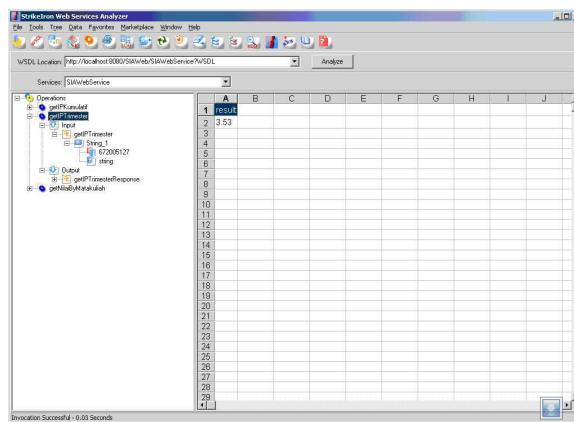 StrikeIron Web Services Analyzer
File Tools Tree Data Favorites Marketplace Window Help
WSDL Location: http://localhost:8080/SIAWeb/SIAWebService?WSDL Analyze
Services: SIAWebService
Operations
getIPKumulatif
getIPTrimester
Input
getIPTrimester
String_1
672005127
string
Output
getIPTrimesterResponse
getNilaiByMatakuliah
A B C D E F G H I J
1 result
2 3.53
3
4
5
6
7
8
9
10
11
12
13
14
15
16
17
18
19
20
21
22
23
24
25
26
27
28
29
Invocation Successful - 0.03 Seconds